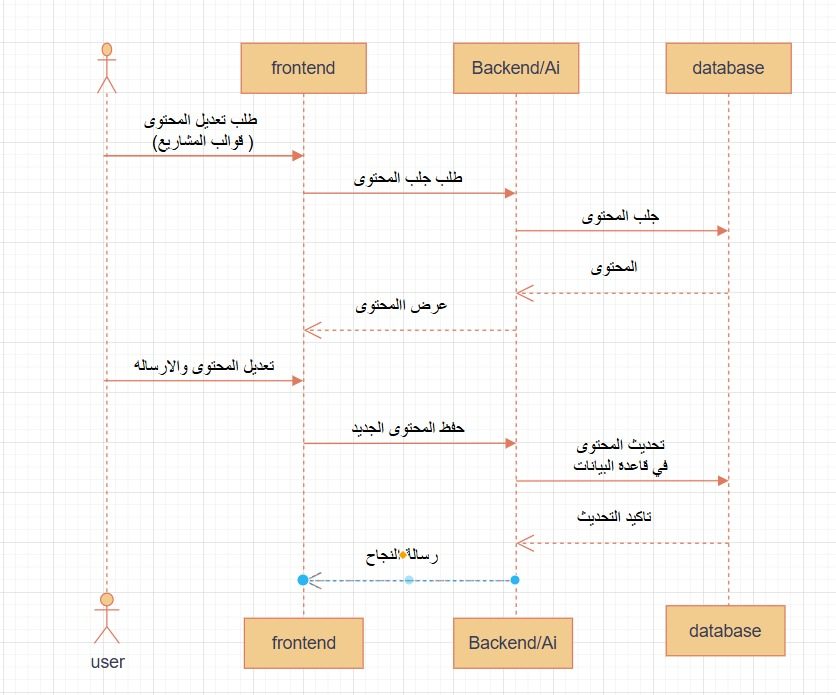 frontend
Backend/Ai
database
طلب تعديل المحتوى
( قوالب المشاريع)
طلب جلب المحتوى
جلب المحتوى
المحتوى
عرض االمحتوى
تعديل المحتوى والارساله
حفظ المحتوى الجديد
تحديث المحتوى
في قاعدة البيانات
تاكيد التحديث
رسالة النجاح
frontend
Backend/Ai
database
user